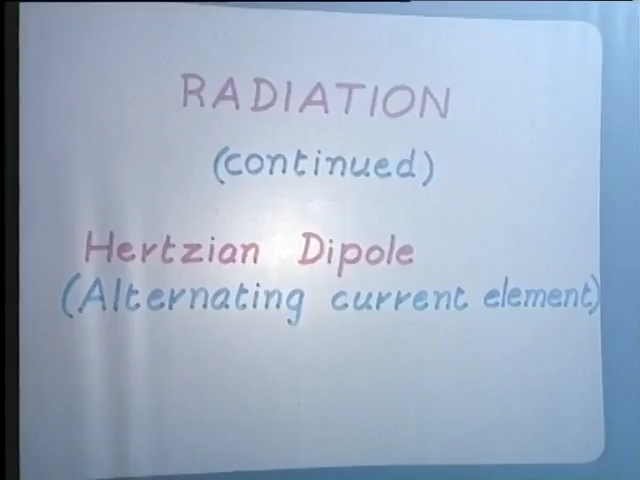 RADIATION
(continued)
Hertzian Dipole
(Alternating current element)